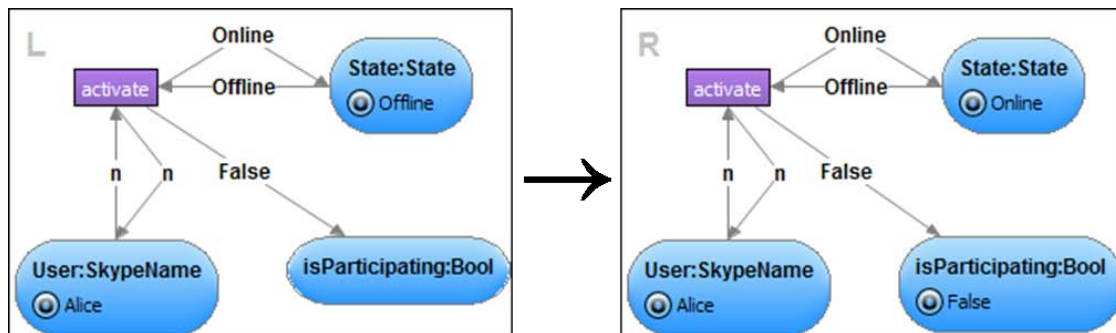 L
Online
State:State
activate
Offline
Offline
n
n
False
User:SkypeName
Alice
isParticipating:Bool
R
Online
State:State
activate
Offline
Online
n
n
False
User:SkypeName
Alice
isParticipating:Bool
False